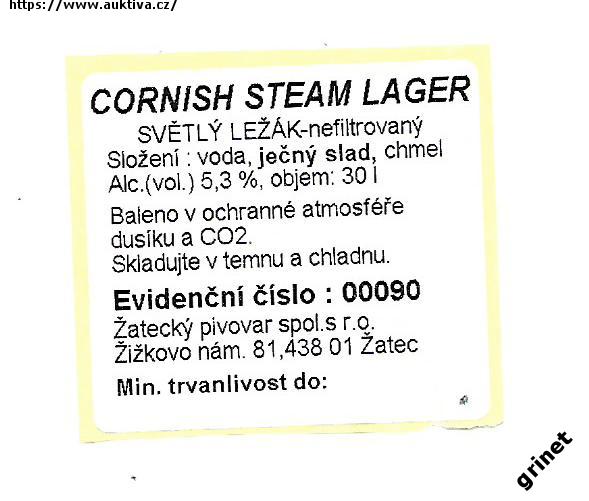 https://www.auktiva.cz/
CORNISH STEAM LAGER
SVĚTLÝ LEŽÁK-nefiltrovaný
Složení : voda, ječný slad, chmel
Alc.(vol.) 5,3 %, objem: 30 l
Baleno v ochranné atmosféře
dusíku a CO2.
Skladujte v temnu a chladnu.
Evidenční číslo : 00090
Žatecký pivovar spol.s r.o.
Žižkovo nám. 81,438 01 Žatec
Min. trvanlivost do:
grinet